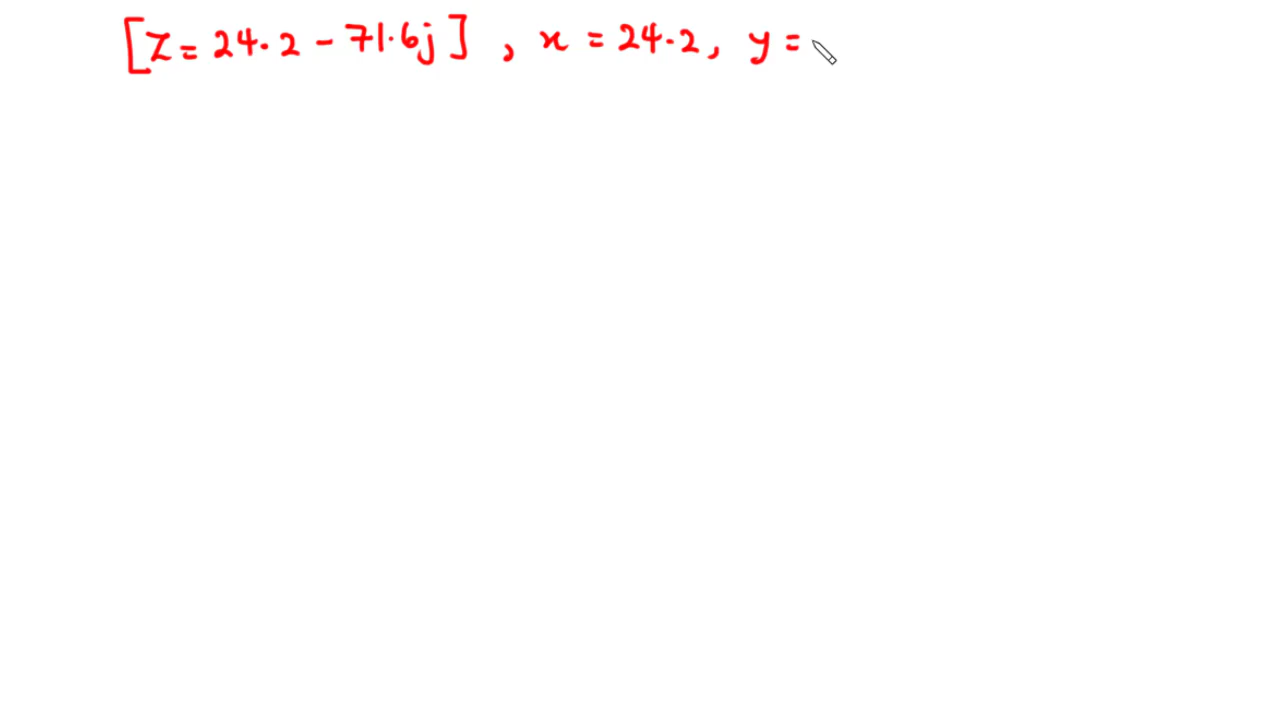 [Z = 24·2 - 71·6j] , x = 24·2, y =